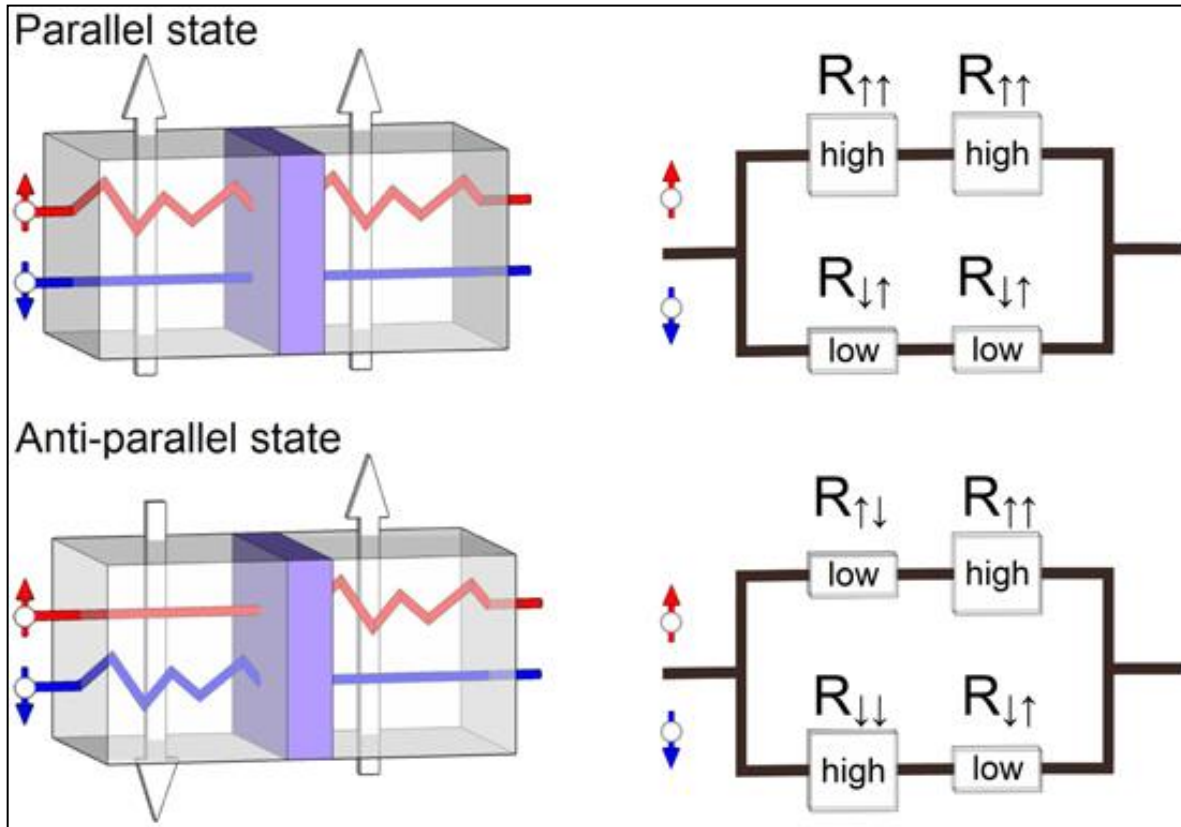 Parallel state
R↑↑ R↑↑
high high
R↓↑ R↓↑
low low
Anti-parallel state
R↑↓ R↑↑
low high
R↓↓ R↓↑
high low